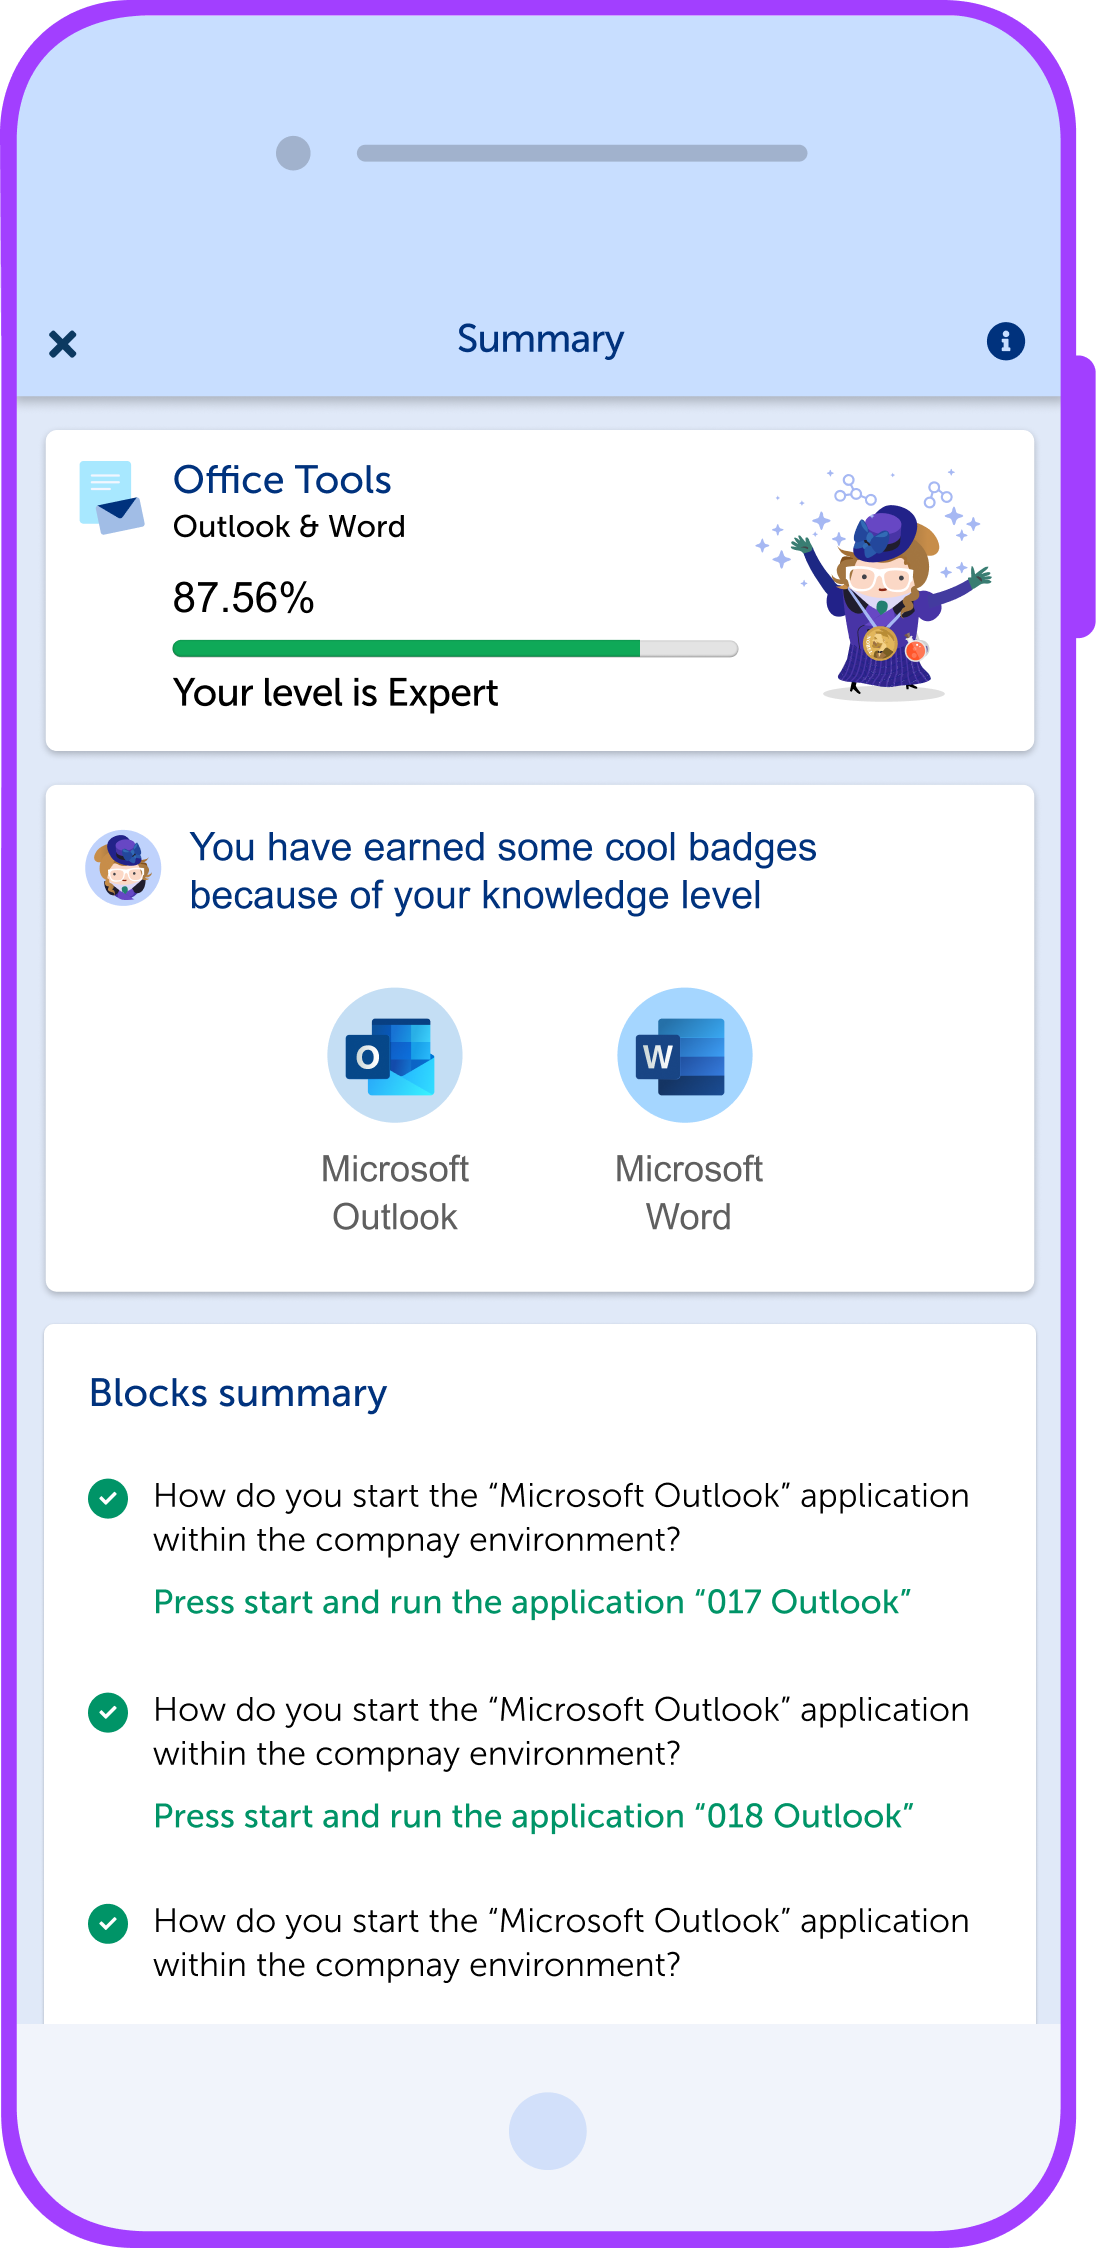 Summary
Office Tools
Outlook & Word
87.56%
Your level is Expert
You have earned some cool badges
because of your knowledge level
O
W
Microsoft
Outlook
Microsoft
Word
Blocks summary
How do you start the “Microsoft Outlook” application
within the compnay environment?
Press start and run the application “017 Outlook”
How do you start the “Microsoft Outlook” application
within the compnay environment?
Press start and run the application “018 Outlook”
How do you start the “Microsoft Outlook” application
within the compnay environment?